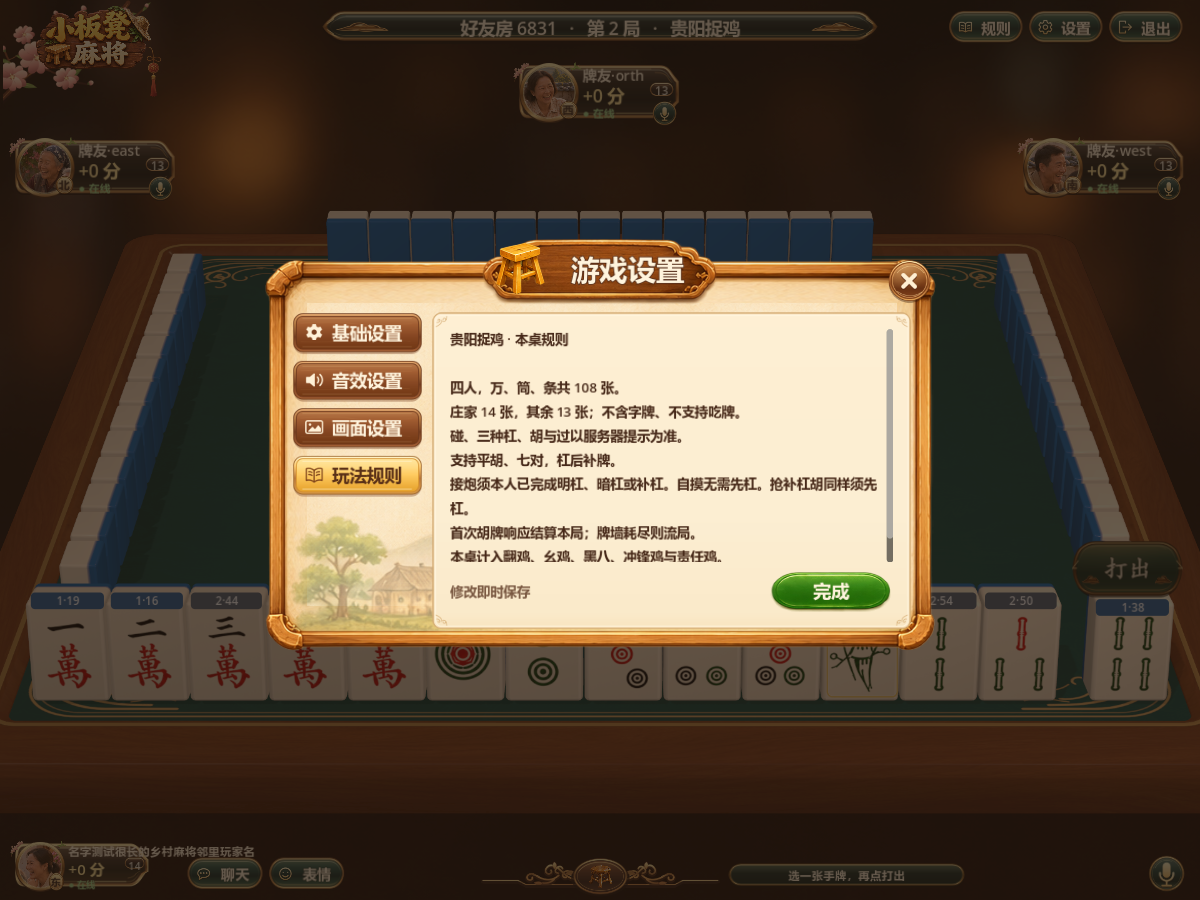 小板凳
麻将
好友房 6831 · 第 2 局 · 贵阳捉鸡
规则
设置
退出
牌友·orth
+0 分
13
西
在线
牌友·east
+0 分
13
北
在线
牌友·west
+0 分
13
南
在线
游戏设置
基础设置
音效设置
画面设置
玩法规则
贵阳捉鸡 · 本桌规则
四人，万、筒、条共 108 张。
庄家 14 张，其余 13 张；不含字牌、不支持吃牌。
碰、三种杠、胡与过以服务器提示为准。
支持平胡、七对，杠后补牌。
接炮须本人已完成明杠、暗杠或补杠。自摸无需先杠。抢补杠胡同样须先
杠。
首次胡牌响应结算本局；牌墙耗尽则流局。
本桌计入翻鸡、幺鸡、黑八、冲锋鸡与责任鸡。
修改即时保存
完成
打出
1·19
1·16
2·44
2·54
2·50
1·38
一
萬
二
萬
三
萬
萬
萬
名字测试很长的乡村麻将邻里玩家名
+0 分
14
东
在线
聊天
表情
选一张手牌，再点打出